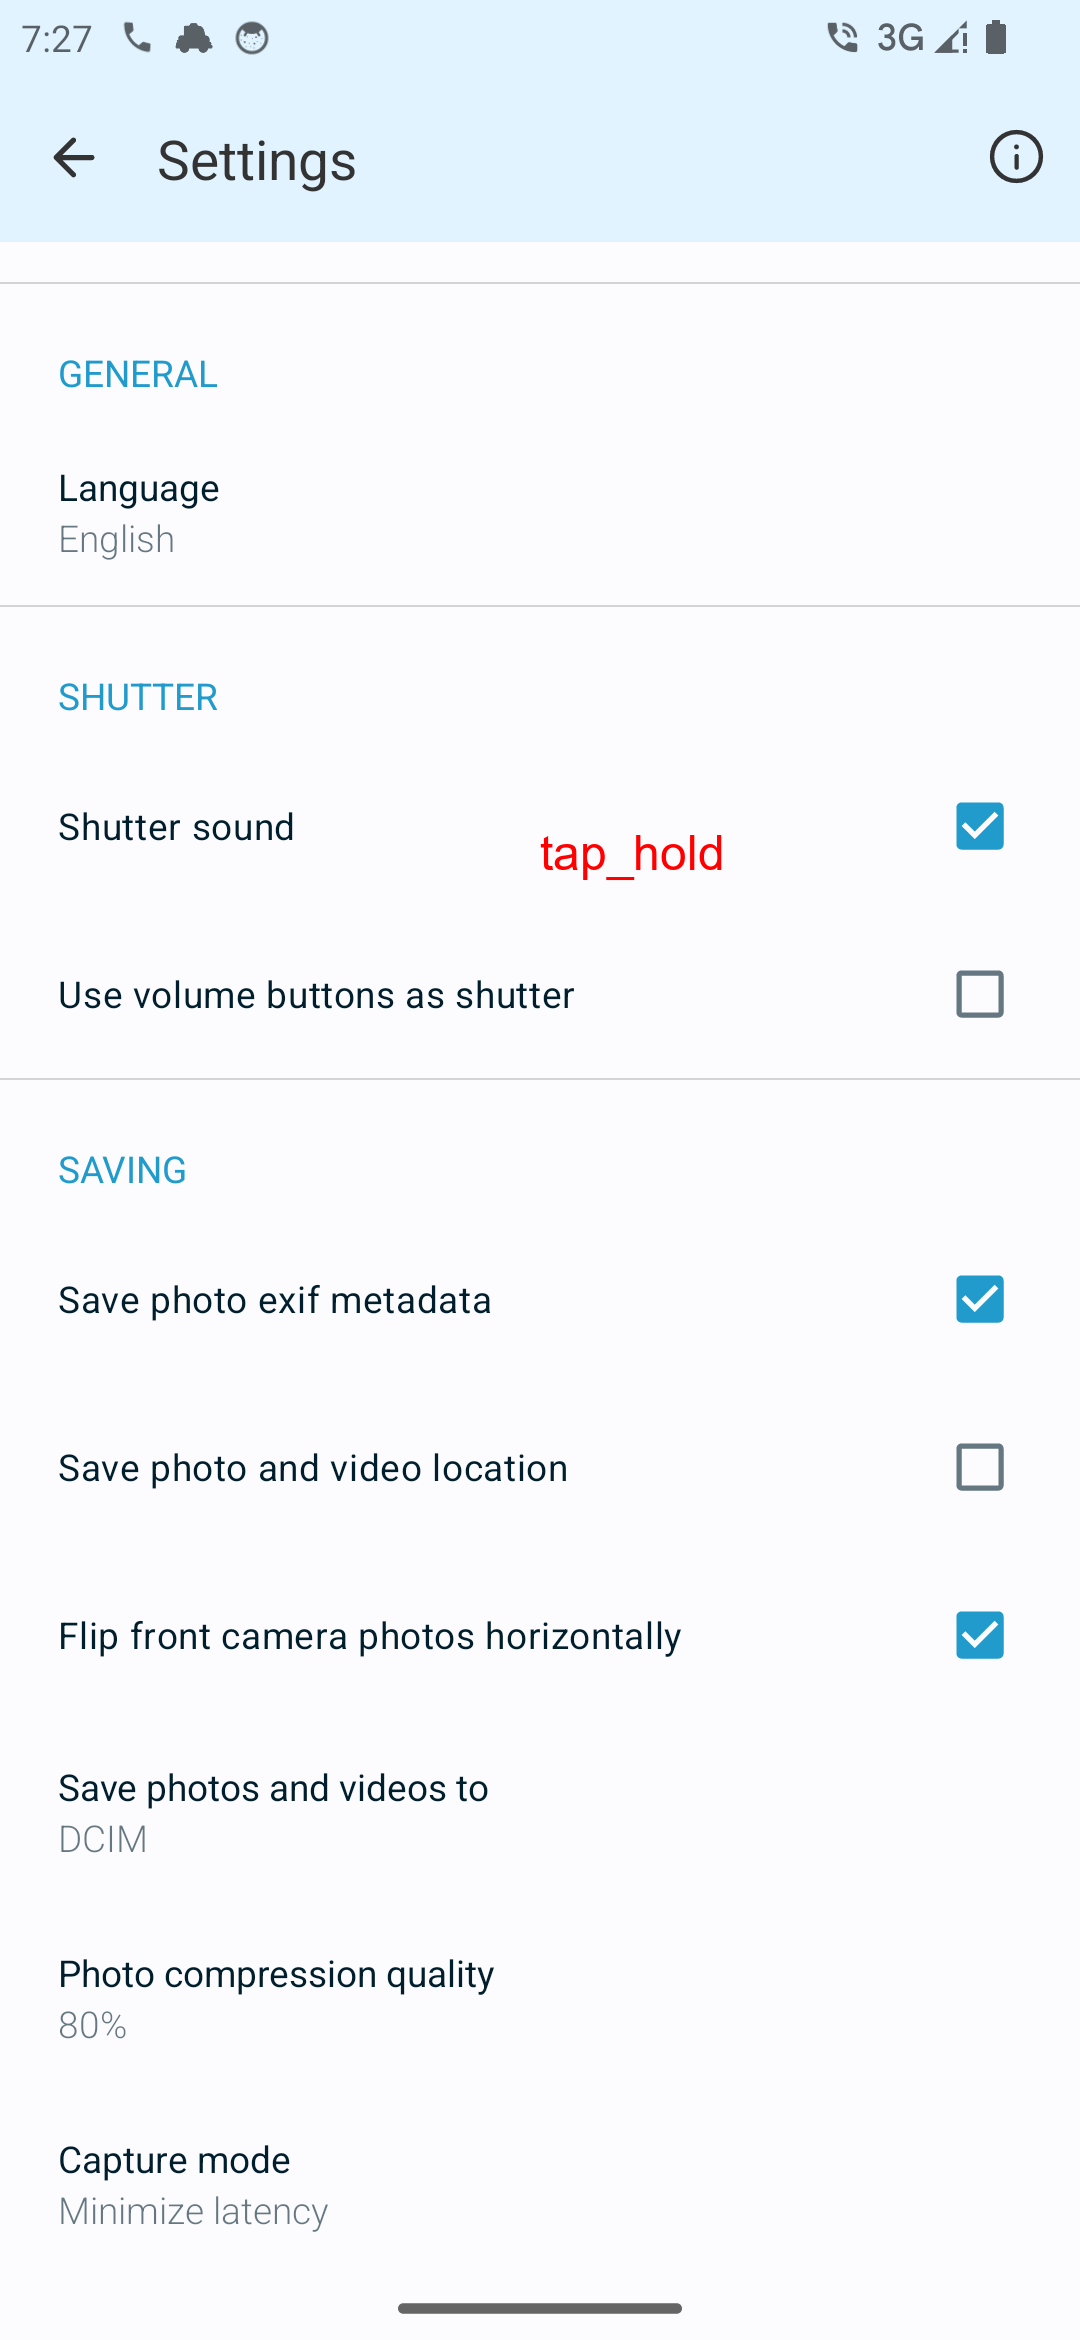 7:27 3G
Settings
GENERAL
Language
English
SHUTTER
Shutter sound
tap_hold
Use volume buttons as shutter
SAVING
Save photo exif metadata
Save photo and video location
Flip front camera photos horizontally
Save photos and videos to
DCIM
Photo compression quality
80%
Capture mode
Minimize latency